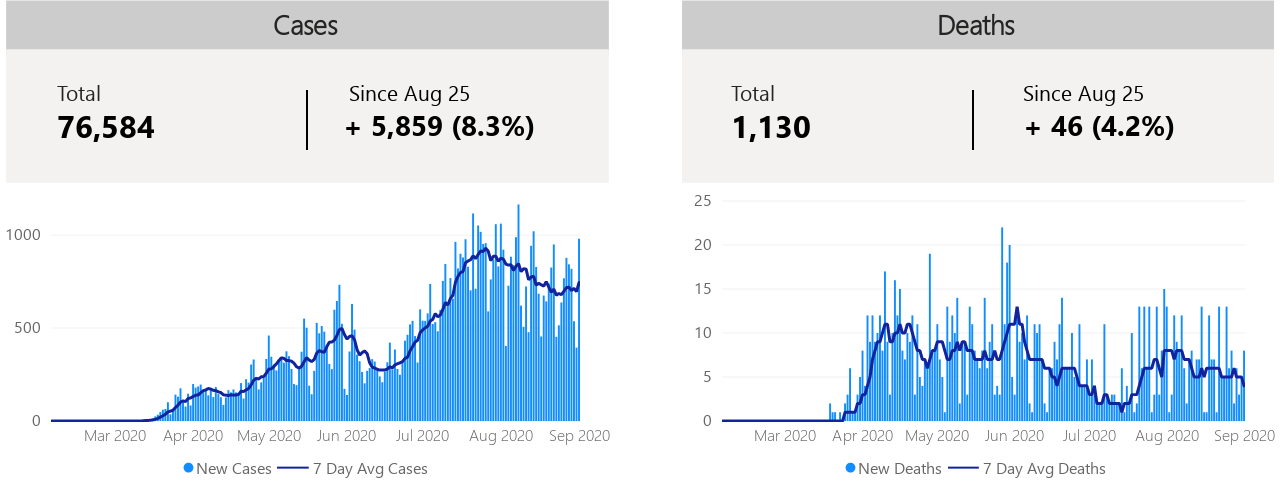 Cases
Total
76,584
Since Aug 25
+ 5,859 (8.3%)
1000
500
0
Mar 2020 Apr 2020 May 2020 Jun 2020 Jul 2020 Aug 2020 Sep 2020
New Cases 7 Day Avg Cases
Deaths
Total
1,130
Since Aug 25
+ 46 (4.2%)
25
20
15
10
5
0
Mar 2020 Apr 2020 May 2020 Jun 2020 Jul 2020 Aug 2020 Sep 2020
New Deaths 7 Day Avg Deaths